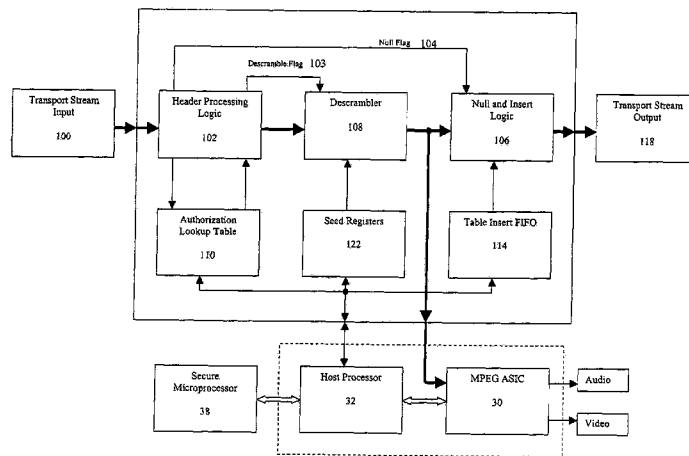 Null Flag 104
Descramble Flag 103
Transport Stream
Input
100
Header Processing
Logic
102
Descrambler
108
Null and Insert
Logic
106
Transport Stream
Output
118
Authorization
Lookup Table
110
Seed Registers
122
Table Insert FIFO
114
Secure
Microprocessor
38
Host Processor
32
MPEG ASIC
30
Audio
Video